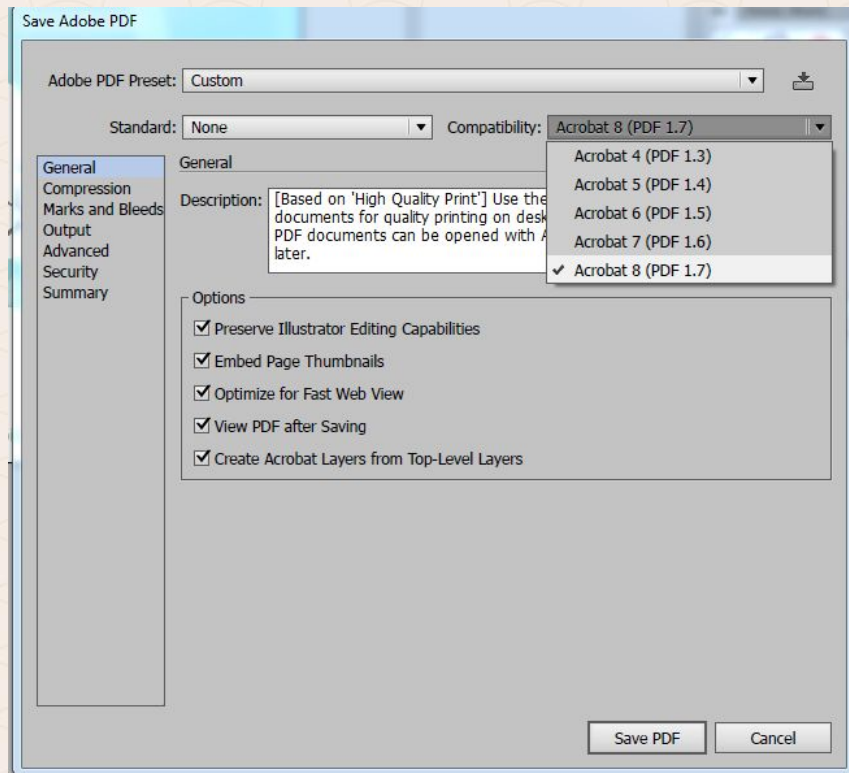 Save Adobe PDF
Adobe PDF Preset: Custom
Standard: None Compatibility: Acrobat 8 (PDF 1.7)
Acrobat 4 (PDF 1.3)
Acrobat 5 (PDF 1.4)
Acrobat 6 (PDF 1.5)
Acrobat 7 (PDF 1.6)
Acrobat 8 (PDF 1.7)
General
Compression
Marks and Bleeds
Output
Advanced
Security
Summary
General
Description: [Based on 'High Quality Print'] Use the
documents for quality printing on desk
PDF documents can be opened with A
later.
Options
Preserve Illustrator Editing Capabilities
Embed Page Thumbnails
Optimize for Fast Web View
View PDF after Saving
Create Acrobat Layers from Top-Level Layers
Save PDF Cancel